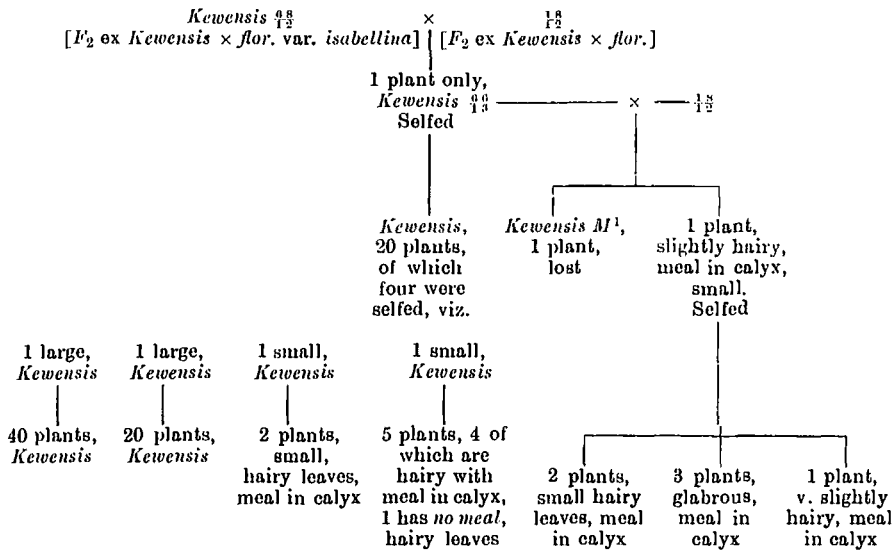 Kewensis 08/12 × 18/12
[F₂ ex Kewensis × flor. var. isabellina] [F₂ ex Kewensis × flor.]
1 plant only,
Kewensis × 18/12
Selfed
Kewensis,
20 plants,
of which
four were
selfed, viz.
Kewensis M¹,
1 plant,
lost
1 plant,
slightly hairy,
meal in calyx,
small.
Selfed
1 large,
Kewensis
1 large,
Kewensis
1 small,
Kewensis
1 small,
Kewensis
40 plants,
Kewensis
20 plants,
Kewensis
2 plants,
small,
hairy leaves,
meal in calyx
5 plants, 4 of
which are
hairy with
meal in calyx,
1 has no meal,
hairy leaves
2 plants,
small hairy
leaves, meal
in calyx
3 plants,
glabrous,
meal in
calyx
1 plant,
v. slightly
hairy, meal
in calyx